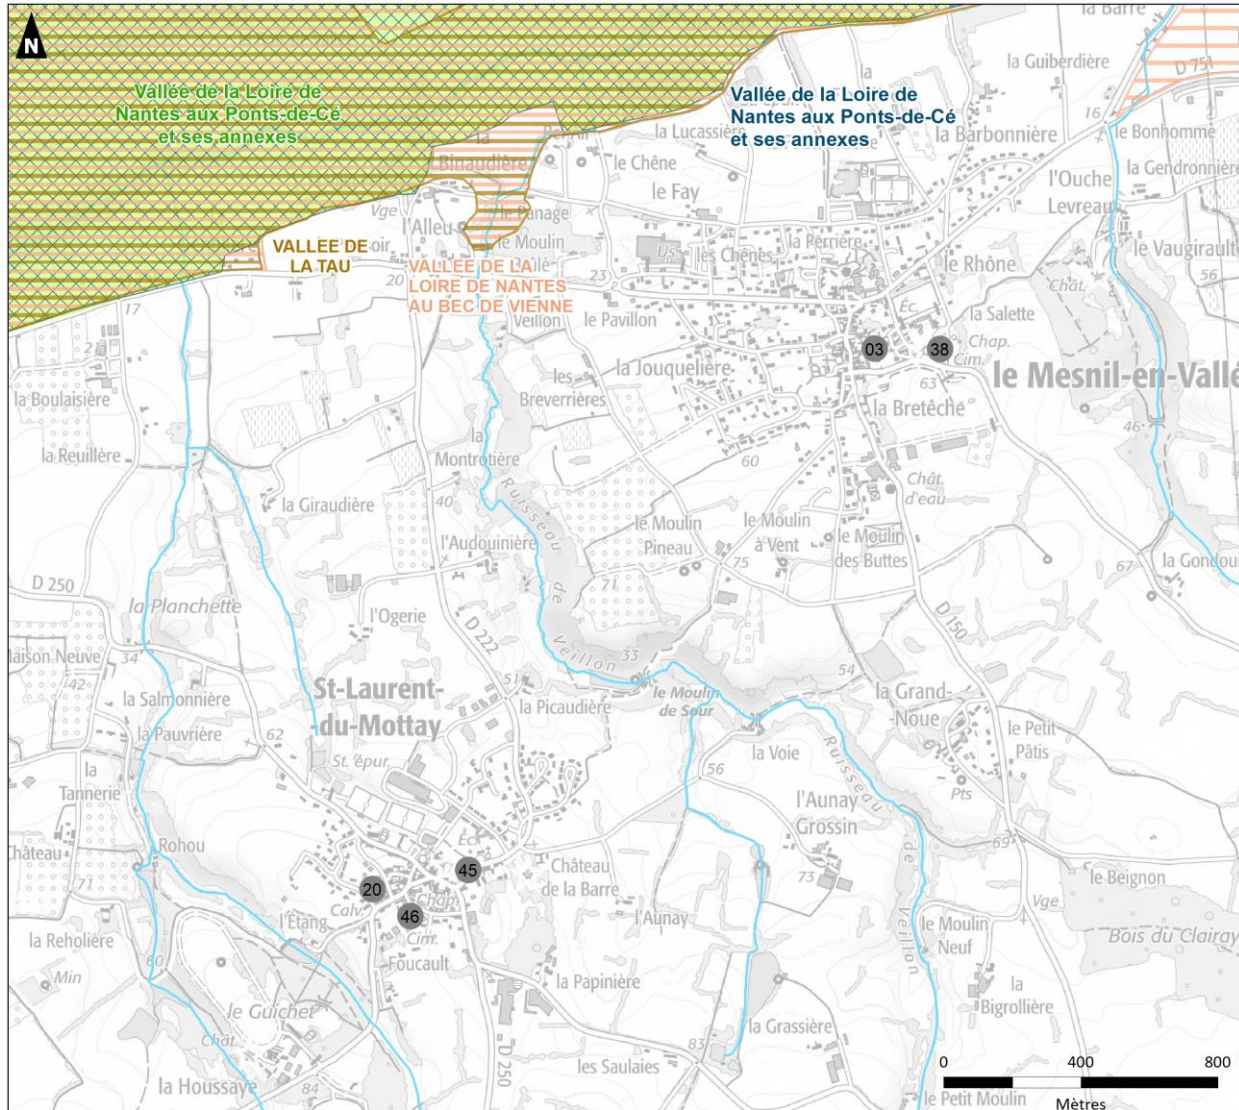 N
la Barre
la Guiberdière
D 751
Vallée de la Loire de
Nantes aux Ponts-de-Cé
et ses annexes
Vallée de la Loire de
Nantes aux Ponts-de-Cé
et ses annexes
la
16
la Lucassière
la Barbonnière
le Bonhomme
la
Binaudière
le Chêne
la Gendronnière
l'Ouche
Levreau
le Fay
Vge
l'Alleu
le Panage
le Moulin
la Perrière
le Vaugirault
VALLEE DE
LA TAU
oir
Us.
les Chênes
le Rhône
20
VALLEE DE LA
LOIRE DE NANTES
AU BEC DE VIENNE
23
56
Chât.
17
Éc.
la Salette
Veillon
le Pavillon
21
03
38
Chap.
Cim.
la Jouquelière
63
le Mesnil-en-Vallé
la Boulaisière
les
Breverrières
la Bretêche
46
la Reuillère
la
Montrotière
60
Chât.
d'eau
la Giraudière
40
Ruisseau
de
Veillon
le Moulin
Pineau
le Moulin
à Vent
le Moulin
des Buttes
l'Audouinière
75
67
la Gondour
D 250
71
la Planchette
l'Ogerie
D 222
D150
aison Neuve
34
33
54
42
la Salmonnière
St-Laurent-
-du-Mottay
51
la Picaudière
le Moulin
de Sour
la Grand-
-Noue
la Pauvrière
62
la Voie
le Petit
Pâtis
St. épur.
la
Tannerie
56
Ruisseau
de
Veillon
Pts
l'Aunay
Grossin
Château
Rohou
Éc.
69
71
45
Château
de la Barre
73
le Beignon
20
Calv.
Chap.
46
l'Étang
l'Aunay
Vge
la Reholière
Cim.
le Moulin
Neuf
Bois du Clairay
60
Foucault
Min
la Papinière
la
Bigrollière
le Guichet
la Grassière
Chât.
D 250
83
0 400 800
les Saulaies
la Houssaye
84
le Petit Moulin
Mètres